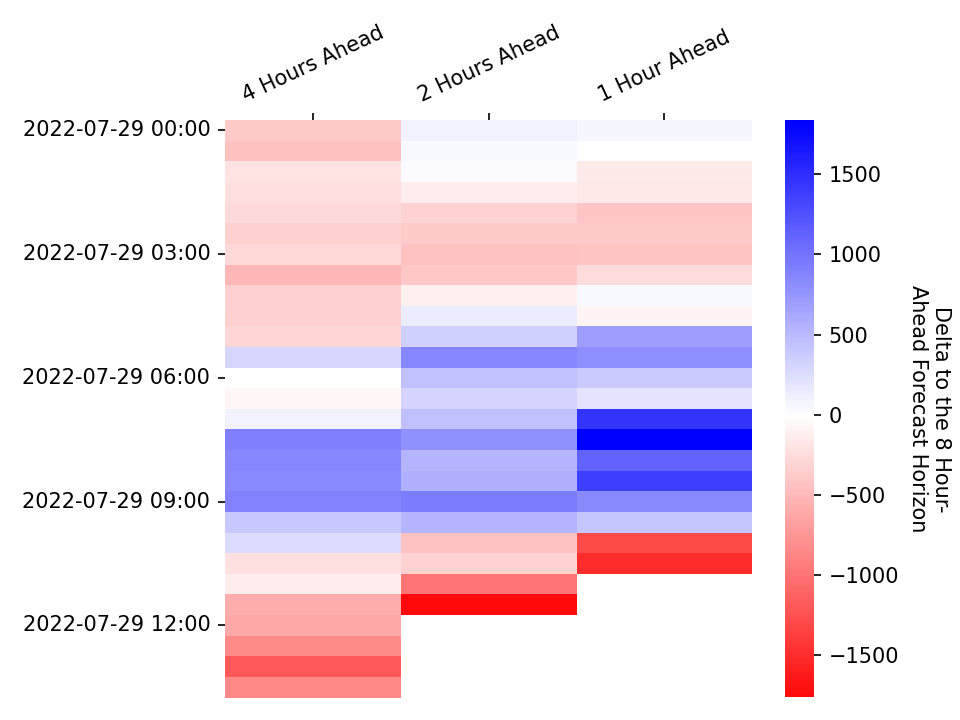 4 Hours Ahead
2 Hours Ahead
1 Hour Ahead
2022-07-29 00:00
2022-07-29 03:00
2022-07-29 06:00
2022-07-29 09:00
2022-07-29 12:00
1500
1000
500
0
−500
−1000
−1500
Delta to the 8 Hour-
Ahead Forecast Horizon